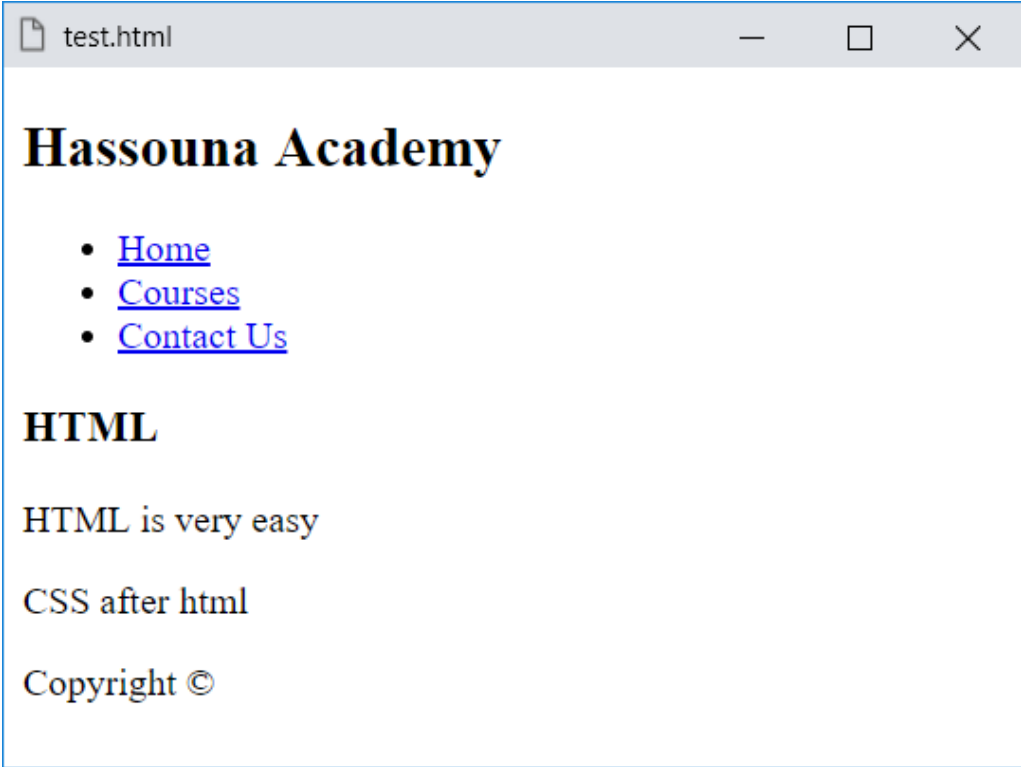 test.html
Hassouna Academy
Home
Courses
Contact Us
HTML
HTML is very easy
CSS after html
Copyright ©